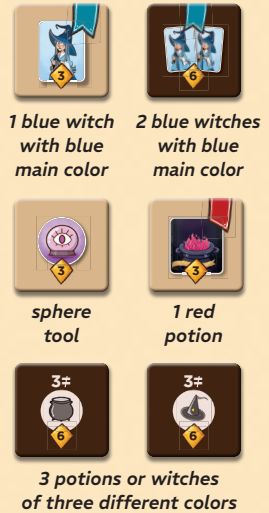 3
6
1 blue witch
with blue
main color
2 blue witches
with blue
main color
3
3
sphere
tool
1 red
potion
3≠
6
3≠
6
3 potions or witches
of three different colors